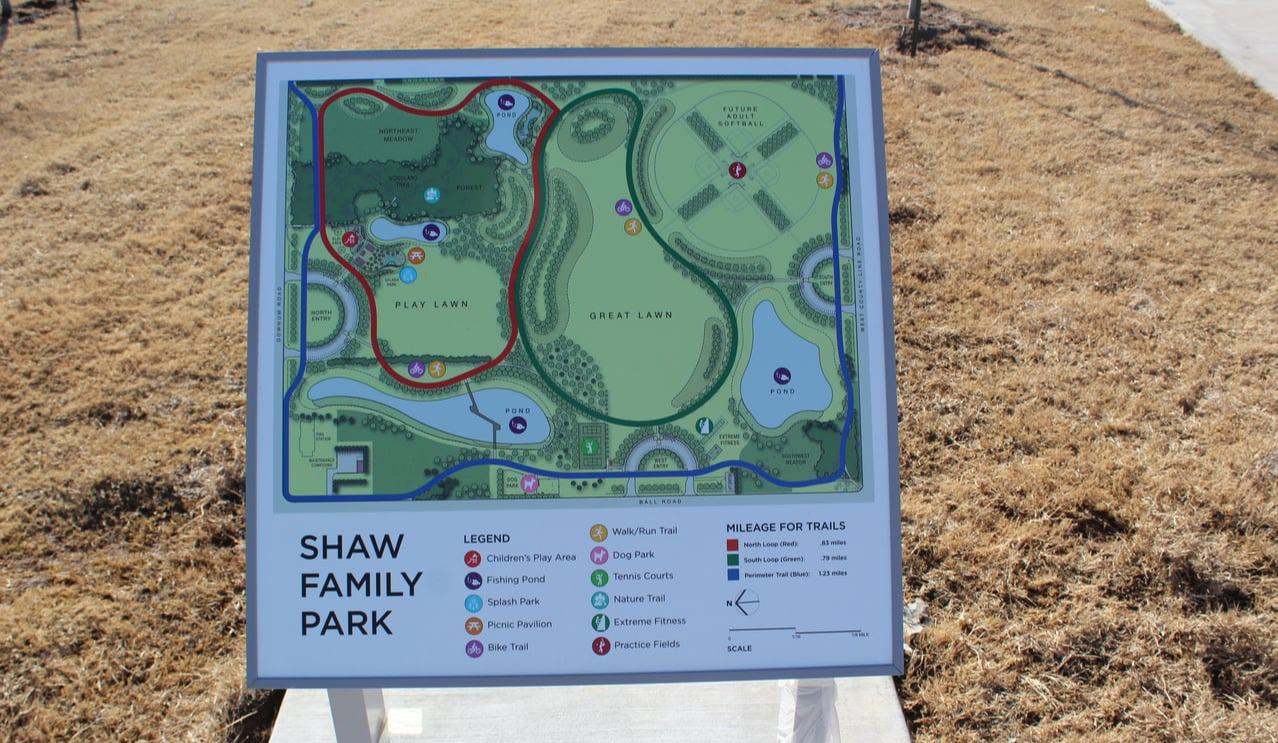 FUTURE
ADULT
SOFTBALL
POND
NORTHEAST
MEADOW
WOODLAND
TRAIL
FOREST
SPLASH
PARK
PLAY LAWN
GREAT LAWN
NORTH
ENTRY
SOUTH
ENTRY
DOWNUM ROAD
WEST COUNTY LINE ROAD
POND
POND
FIRE
STATION
MAINTENANCE
COMPOUND
EXTREME
FITNESS
SOUTHWEST
MEADOW
WEST
ENTRY
DOG
PARK
BALL ROAD
SHAW
FAMILY
PARK
LEGEND
Children's Play Area
Fishing Pond
Splash Park
Picnic Pavilion
Bike Trail
Walk/Run Trail
Dog Park
Tennis Courts
Nature Trail
Extreme Fitness
Practice Fields
MILEAGE FOR TRAILS
North Loop (Red): .83 miles
South Loop (Green): .79 miles
Perimeter Trail (Blue): 1.23 miles
N
0 1/16 1/8 MILE
SCALE